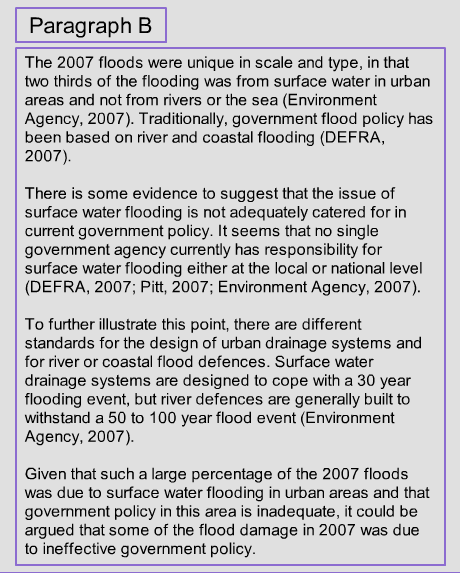 Paragraph B
The 2007 floods were unique in scale and type, in that
two thirds of the flooding was from surface water in urban
areas and not from rivers or the sea (Environment
Agency, 2007). Traditionally, government flood policy has
been based on river and coastal flooding (DEFRA,
2007).
There is some evidence to suggest that the issue of
surface water flooding is not adequately catered for in
current government policy. It seems that no single
government agency currently has responsibility for
surface water flooding either at the local or national level
(DEFRA, 2007; Pitt, 2007; Environment Agency, 2007).
To further illustrate this point, there are different
standards for the design of urban drainage systems and
for river or coastal flood defences. Surface water
drainage systems are designed to cope with a 30 year
flooding event, but river defences are generally built to
withstand a 50 to 100 year flood event (Environment
Agency, 2007).
Given that such a large percentage of the 2007 floods
was due to surface water flooding in urban areas and that
government policy in this area is inadequate, it could be
argued that some of the flood damage in 2007 was due
to ineffective government policy.